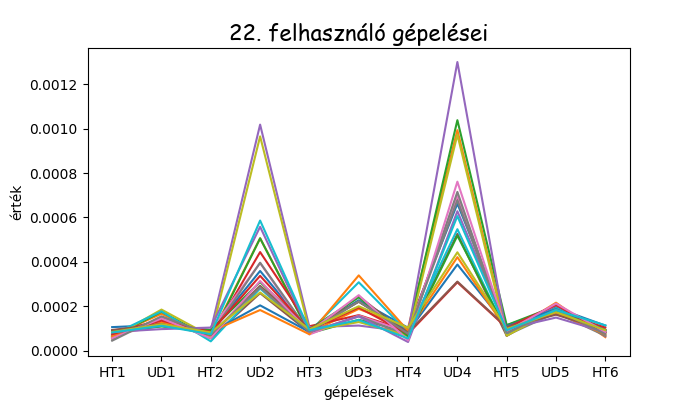 22. felhasználó gépelései
érték
0.0012
0.0010
0.0008
0.0006
0.0004
0.0002
0.0000
HT1 UD1 HT2 UD2 HT3 UD3 HT4 UD4 HT5 UD5 HT6
gépelések